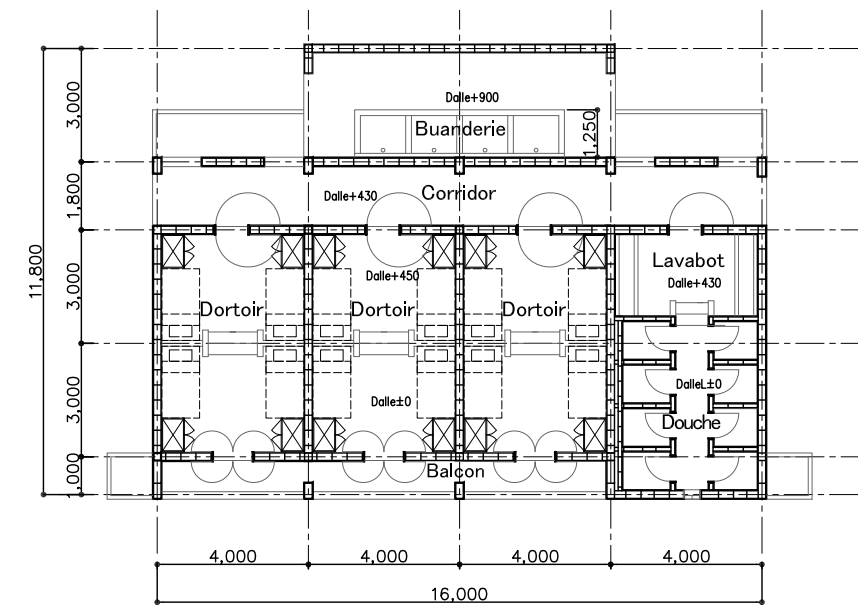 3,000
Dalle+900
Buanderie
1,250
1,800
Dalle+430
Corridor
11,800
3,000
Dalle+450
Lavabot
Dalle+430
Dortoir
Dortoir
Dortoir
3,000
Dalle±0
DalleL±0
Douche
1,000
Balcon
4,000
4,000
4,000
4,000
16,000